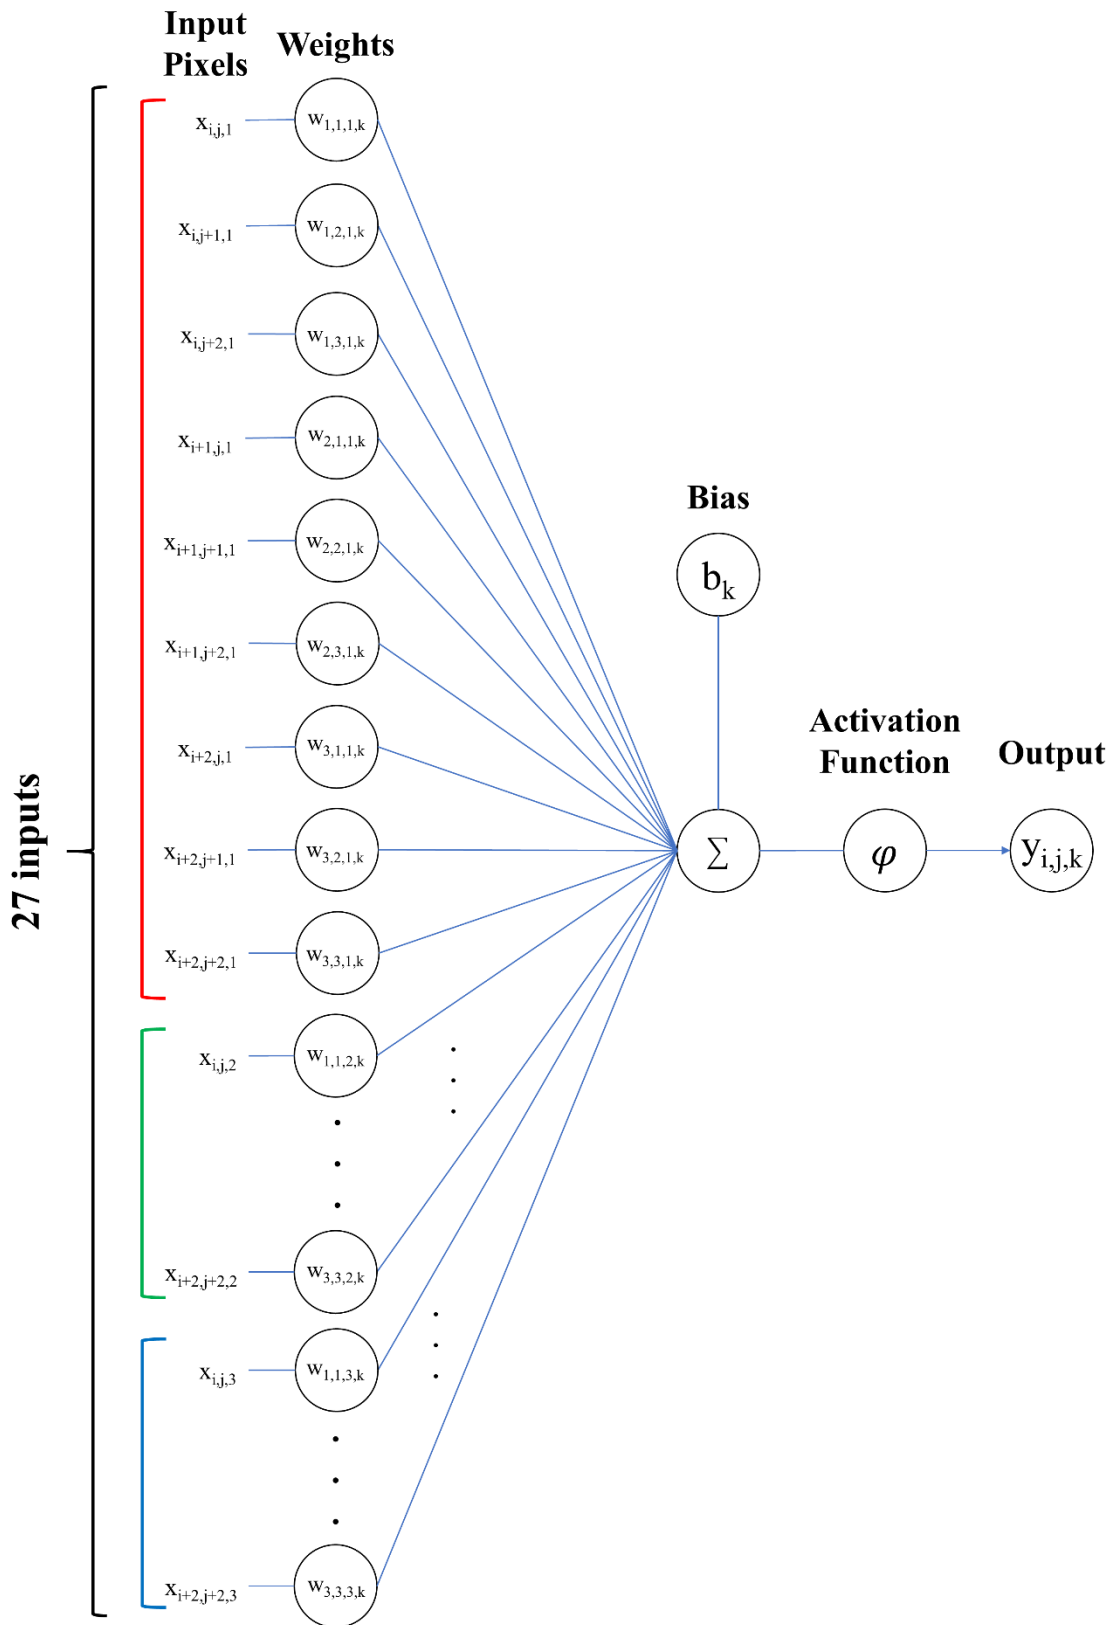 Input
Pixels
Weights
x_{i,j,1} w_{1,1,1,k}
x_{i,j+1,1} w_{1,2,1,k}
x_{i,j+2,1} w_{1,3,1,k}
x_{i+1,j,1} w_{2,1,1,k}
x_{i+1,j+1,1} w_{2,2,1,k}
x_{i+1,j+2,1} w_{2,3,1,k}
x_{i+2,j,1} w_{3,1,1,k}
x_{i+2,j+1,1} w_{3,2,1,k}
x_{i+2,j+2,1} w_{3,3,1,k}
x_{i,j,2} w_{1,1,2,k}
x_{i+2,j+2,2} w_{3,3,2,k}
x_{i,j,3} w_{1,1,3,k}
x_{i+2,j+2,3} w_{3,3,3,k}
27 inputs
Bias
b_k
Σ
Activation
Function
φ
Output
y_{i,j,k}